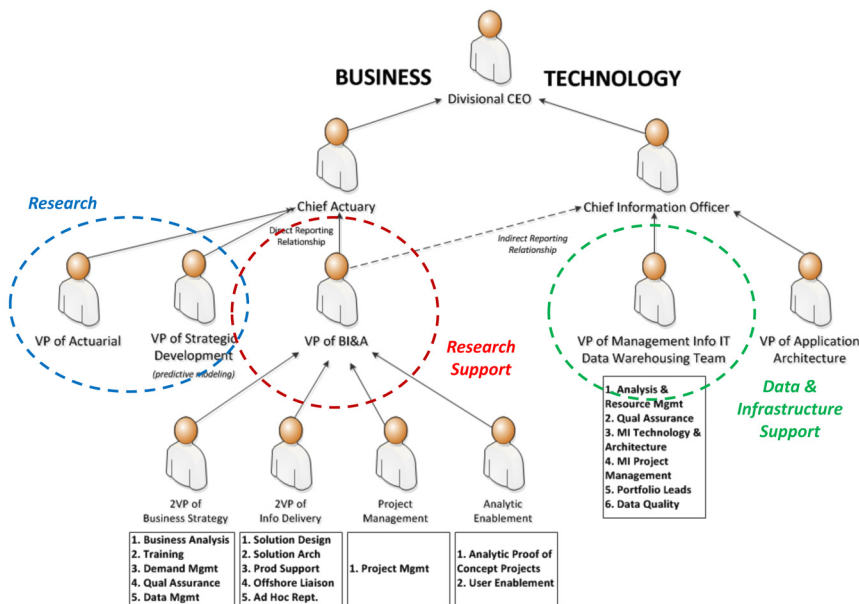 BUSINESS TECHNOLOGY
Divisional CEO
Research
Chief Actuary
Chief Information Officer
Direct Reporting
Relationship
Indirect Reporting
Relationship
VP of Actuarial
VP of Strategic
Development
(predictive modeling)
VP of BI&A
Research
Support
VP of Management Info IT
Data Warehousing Team
VP of Application
Architecture
Data &
Infrastructure
Support
1. Analysis &
Resource Mgmt
2. Qual Assurance
3. MI Technology &
Architecture
4. MI Project
Management
5. Portfolio Leads
6. Data Quality
2VP of
Business Strategy
1. Business Analysis
2. Training
3. Demand Mgmt
4. Qual Assurance
5. Data Mgmt
2VP of
Info Delivery
1. Solution Design
2. Solution Arch
3. Prod Support
4. Offshore Liaison
5. Ad Hoc Rept.
Project
Management
1. Project Mgmt
Analytic
Enablement
1. Analytic Proof of
Concept Projects
2. User Enablement